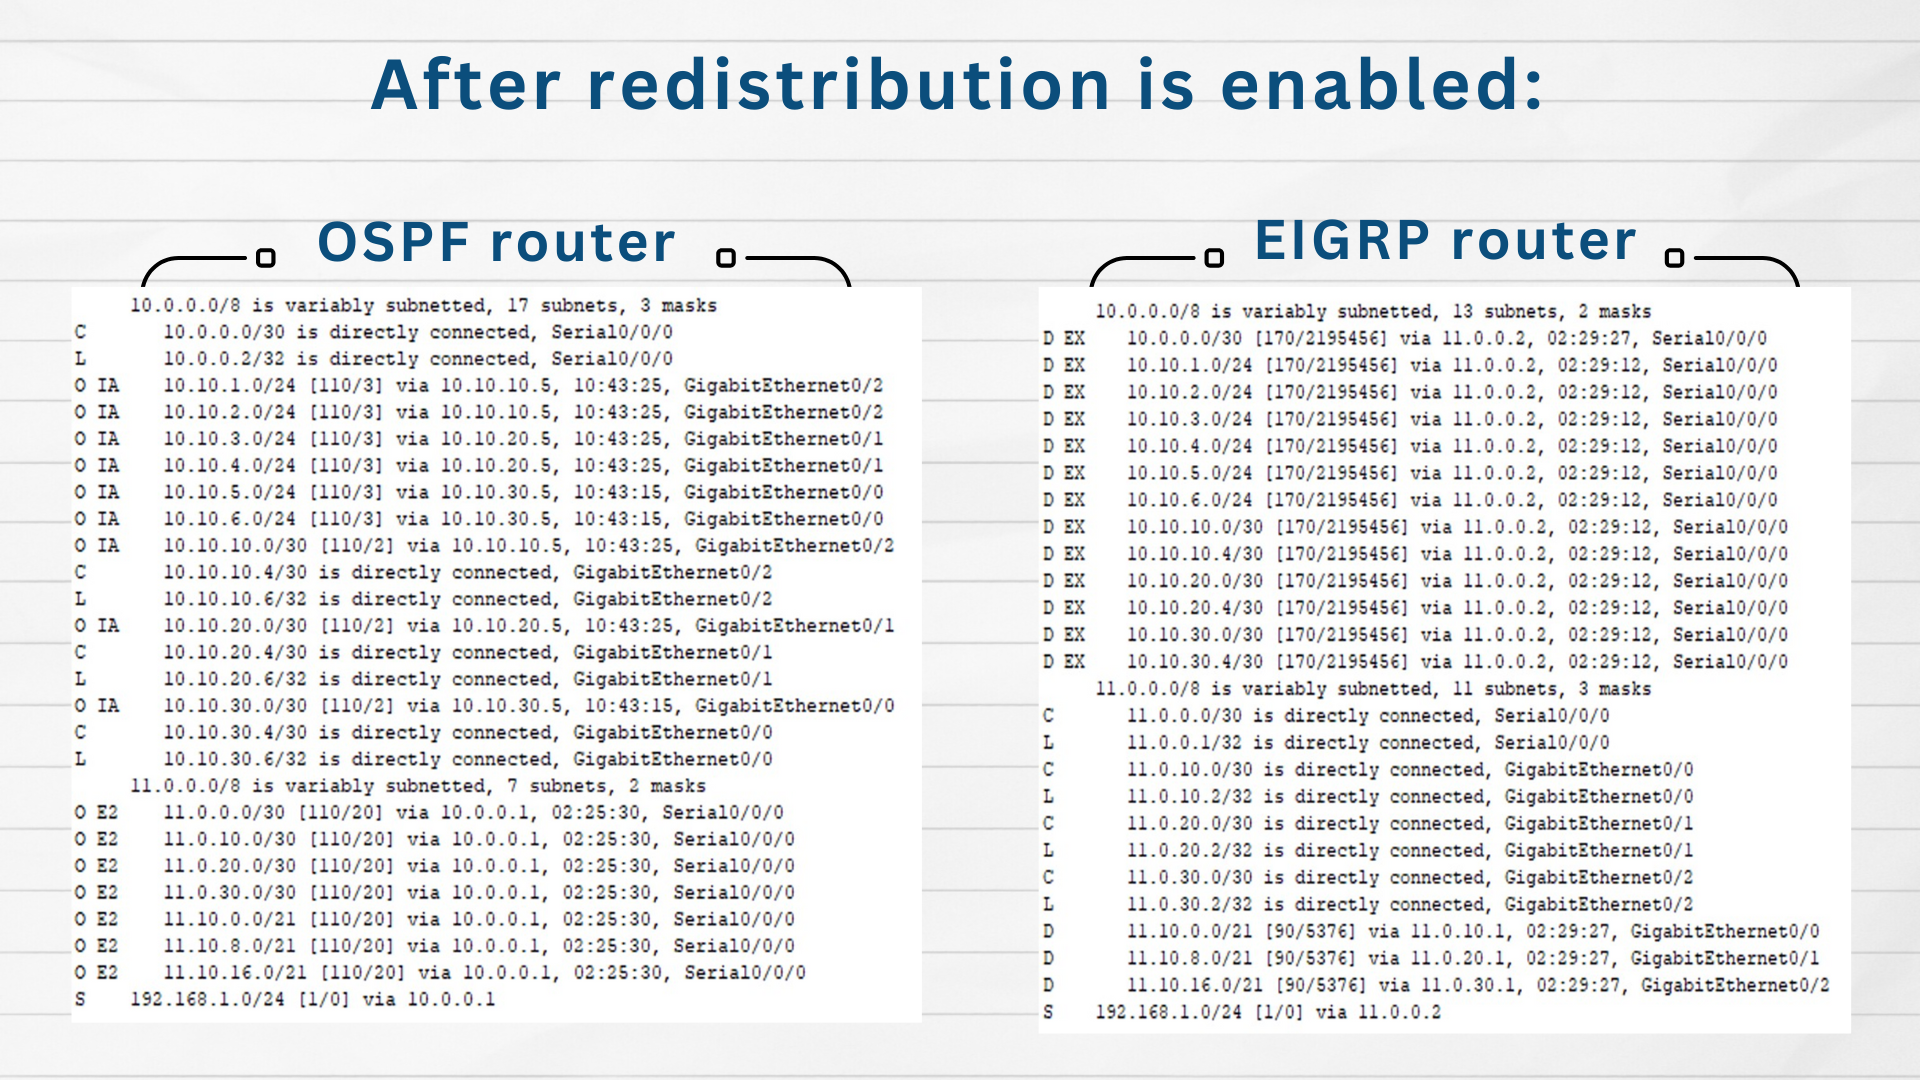 After redistribution is enabled:
OSPF router
10.0.0.0/8 is variably subnetted, 17 subnets, 3 masks
C 10.0.0.0/30 is directly connected, Serial0/0/0
L 10.0.0.2/32 is directly connected, Serial0/0/0
O IA 10.10.1.0/24 [110/3] via 10.10.10.5, 10:43:25, GigabitEthernet0/2
O IA 10.10.2.0/24 [110/3] via 10.10.10.5, 10:43:25, GigabitEthernet0/2
O IA 10.10.3.0/24 [110/3] via 10.10.20.5, 10:43:25, GigabitEthernet0/1
O IA 10.10.4.0/24 [110/3] via 10.10.20.5, 10:43:25, GigabitEthernet0/1
O IA 10.10.5.0/24 [110/3] via 10.10.30.5, 10:43:15, GigabitEthernet0/0
O IA 10.10.6.0/24 [110/3] via 10.10.30.5, 10:43:15, GigabitEthernet0/0
O IA 10.10.10.0/30 [110/2] via 10.10.10.5, 10:43:25, GigabitEthernet0/2
C 10.10.10.4/30 is directly connected, GigabitEthernet0/2
L 10.10.10.6/32 is directly connected, GigabitEthernet0/2
O IA 10.10.20.0/30 [110/2] via 10.10.20.5, 10:43:25, GigabitEthernet0/1
C 10.10.20.4/30 is directly connected, GigabitEthernet0/1
L 10.10.20.6/32 is directly connected, GigabitEthernet0/1
O IA 10.10.30.0/30 [110/2] via 10.10.30.5, 10:43:15, GigabitEthernet0/0
C 10.10.30.4/30 is directly connected, GigabitEthernet0/0
L 10.10.30.6/32 is directly connected, GigabitEthernet0/0
11.0.0.0/8 is variably subnetted, 7 subnets, 2 masks
O E2 11.0.0.0/30 [110/20] via 10.0.0.1, 02:25:30, Serial0/0/0
O E2 11.0.10.0/30 [110/20] via 10.0.0.1, 02:25:30, Serial0/0/0
O E2 11.0.20.0/30 [110/20] via 10.0.0.1, 02:25:30, Serial0/0/0
O E2 11.0.30.0/30 [110/20] via 10.0.0.1, 02:25:30, Serial0/0/0
O E2 11.10.0.0/21 [110/20] via 10.0.0.1, 02:25:30, Serial0/0/0
O E2 11.10.8.0/21 [110/20] via 10.0.0.1, 02:25:30, Serial0/0/0
O E2 11.10.16.0/21 [110/20] via 10.0.0.1, 02:25:30, Serial0/0/0
S 192.168.1.0/24 [1/0] via 10.0.0.1
EIGRP router
10.0.0.0/8 is variably subnetted, 13 subnets, 2 masks
D EX 10.0.0.0/30 [170/2195456] via 11.0.0.2, 02:29:27, Serial0/0/0
D EX 10.10.1.0/24 [170/2195456] via 11.0.0.2, 02:29:12, Serial0/0/0
D EX 10.10.2.0/24 [170/2195456] via 11.0.0.2, 02:29:12, Serial0/0/0
D EX 10.10.3.0/24 [170/2195456] via 11.0.0.2, 02:29:12, Serial0/0/0
D EX 10.10.4.0/24 [170/2195456] via 11.0.0.2, 02:29:12, Serial0/0/0
D EX 10.10.5.0/24 [170/2195456] via 11.0.0.2, 02:29:12, Serial0/0/0
D EX 10.10.6.0/24 [170/2195456] via 11.0.0.2, 02:29:12, Serial0/0/0
D EX 10.10.10.0/30 [170/2195456] via 11.0.0.2, 02:29:12, Serial0/0/0
D EX 10.10.10.4/30 [170/2195456] via 11.0.0.2, 02:29:12, Serial0/0/0
D EX 10.10.20.0/30 [170/2195456] via 11.0.0.2, 02:29:12, Serial0/0/0
D EX 10.10.20.4/30 [170/2195456] via 11.0.0.2, 02:29:12, Serial0/0/0
D EX 10.10.30.0/30 [170/2195456] via 11.0.0.2, 02:29:12, Serial0/0/0
D EX 10.10.30.4/30 [170/2195456] via 11.0.0.2, 02:29:12, Serial0/0/0
11.0.0.0/8 is variably subnetted, 11 subnets, 3 masks
C 11.0.0.0/30 is directly connected, Serial0/0/0
L 11.0.0.1/32 is directly connected, Serial0/0/0
C 11.0.10.0/30 is directly connected, GigabitEthernet0/0
L 11.0.10.2/32 is directly connected, GigabitEthernet0/0
C 11.0.20.0/30 is directly connected, GigabitEthernet0/1
L 11.0.20.2/32 is directly connected, GigabitEthernet0/1
C 11.0.30.0/30 is directly connected, GigabitEthernet0/2
L 11.0.30.2/32 is directly connected, GigabitEthernet0/2
D 11.10.0.0/21 [90/5376] via 11.0.10.1, 02:29:27, GigabitEthernet0/0
D 11.10.8.0/21 [90/5376] via 11.0.20.1, 02:29:27, GigabitEthernet0/1
D 11.10.16.0/21 [90/5376] via 11.0.30.1, 02:29:27, GigabitEthernet0/2
S 192.168.1.0/24 [1/0] via 11.0.0.2